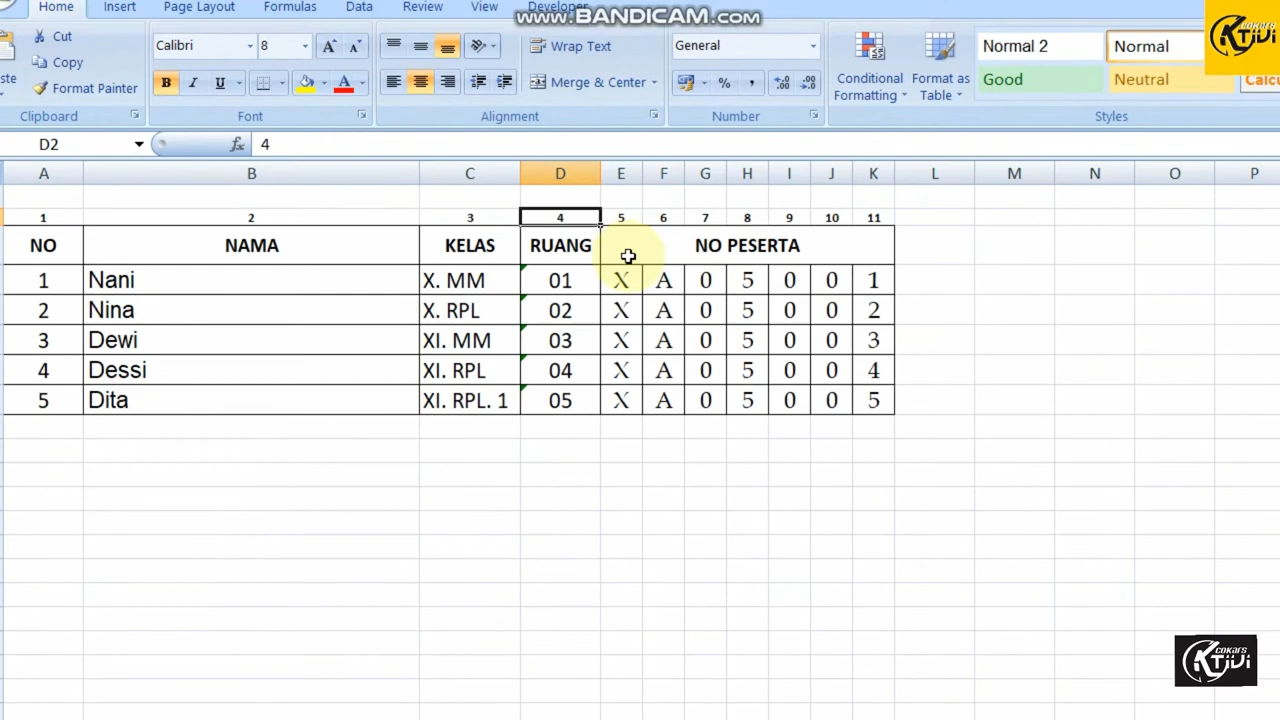 www.BANDICAM.com
Home Insert Page Layout Formulas Data Review View Developer
Cut
Copy
Format Painter
Calibri 8
B I U A
Wrap Text
Merge & Center
General
% ,
Conditional Formatting
Format as Table
Normal 2 Normal
Good Neutral
Clipboard Font Alignment Number Styles
D2 fx 4
A B C D E F G H I J K L M N O P
1 2 3 4 5 6 7 8 9 10 11
NO NAMA KELAS RUANG NO PESERTA
1 Nani X. MM 01 X A 0 5 0 0 1
2 Nina X. RPL 02 X A 0 5 0 0 2
3 Dewi XI. MM 03 X A 0 5 0 0 3
4 Dessi XI. RPL 04 X A 0 5 0 0 4
5 Dita XI. RPL. 1 05 X A 0 5 0 0 5
COKARS
KTIVI